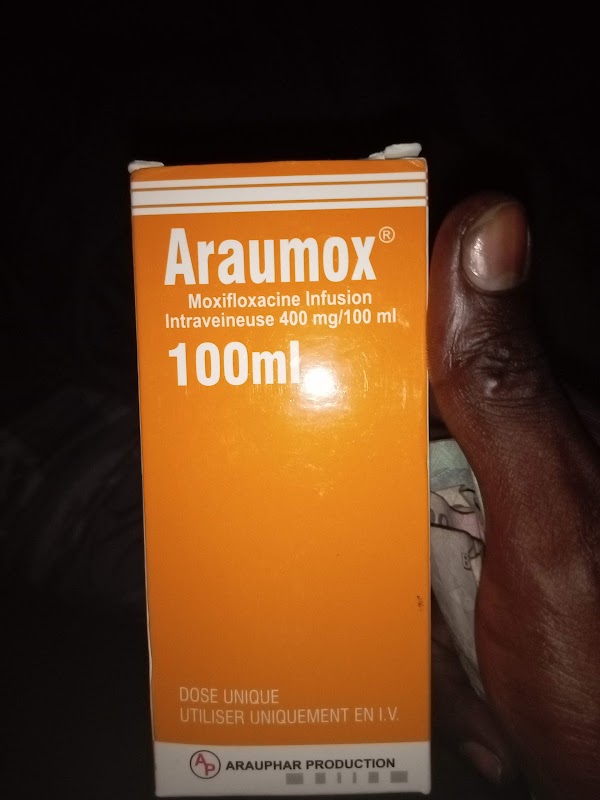 Araumox®
Moxifloxacine Infusion
Intraveineuse 400 mg/100 ml
100ml
DOSE UNIQUE
UTILISER UNIQUEMENT EN I.V.
AP ARAUPHAR PRODUCTION